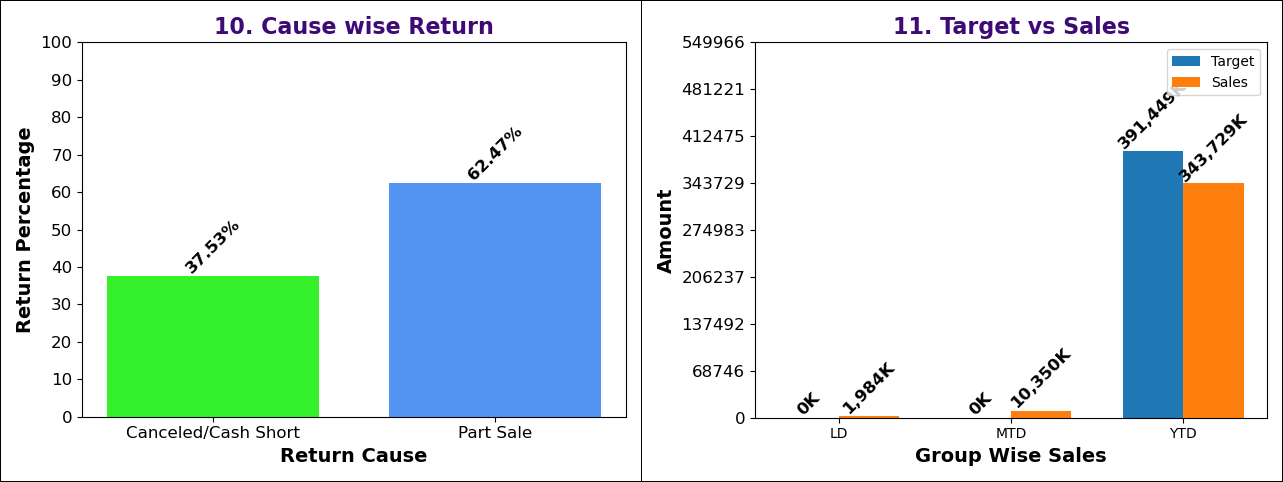 10. Cause wise Return
100
90
80
70
60
50
40
30
20
10
0
Return Percentage
37.53%
62.47%
Canceled/Cash Short
Part Sale
Return Cause
11. Target vs Sales
549966
481221
412475
343729
274983
206237
137492
68746
0
Amount
Target
Sales
0K
1,984K
0K
10,350K
391,449K
343,729K
LD
MTD
YTD
Group Wise Sales